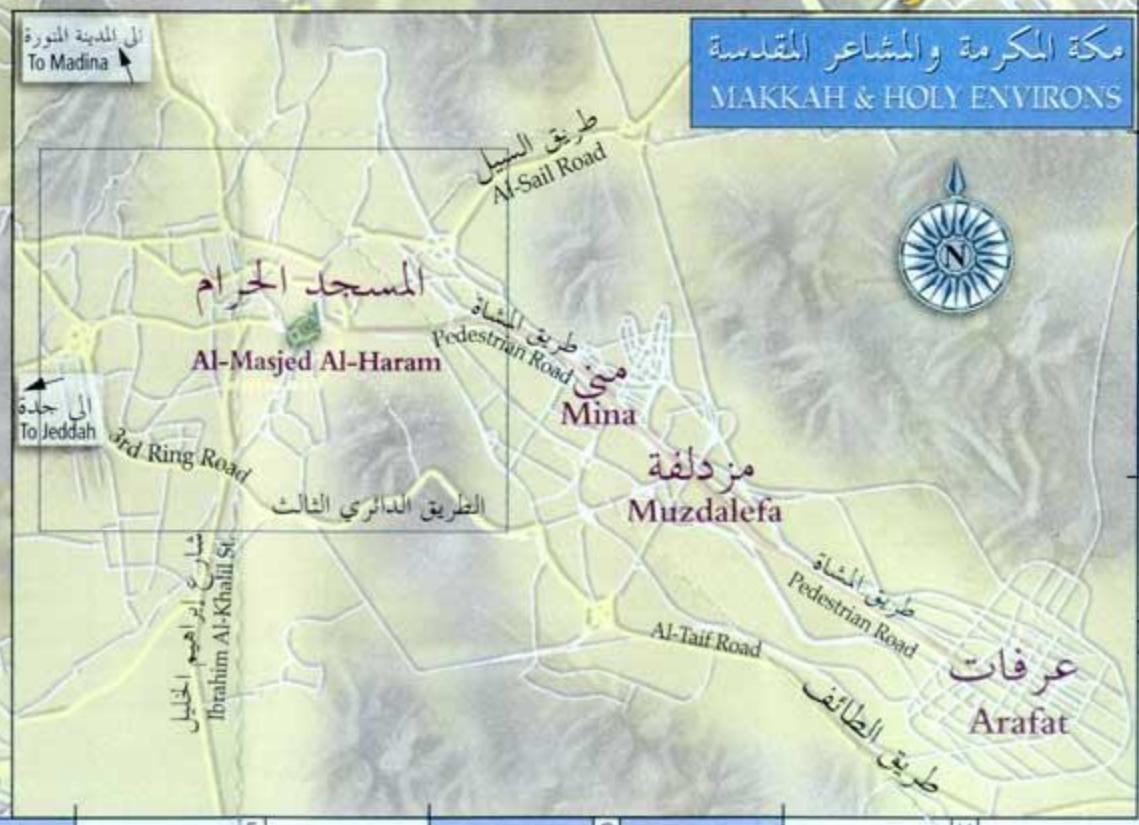 الى المدينة المنورة
To Madina
مكة المكرمة والمشاعر المقدسة
MAKKAH & HOLY ENVIRONS
طريق السيل
Al-Sail Road
N
المسجد الحرام
Al-Masjed Al-Haram
طريق المشاة
Pedestrian Road
منى
Mina
الى جدة
To Jeddah
3rd Ring Road
الطريق الدائري الثالث
مزدلفة
Muzdalefa
شارع إبراهيم الخليل
Ibrahim Al-Khalil St.
طريق المشاة
Pedestrian Road
Al-Taif Road
طريق الطائف
عرفات
Arafat